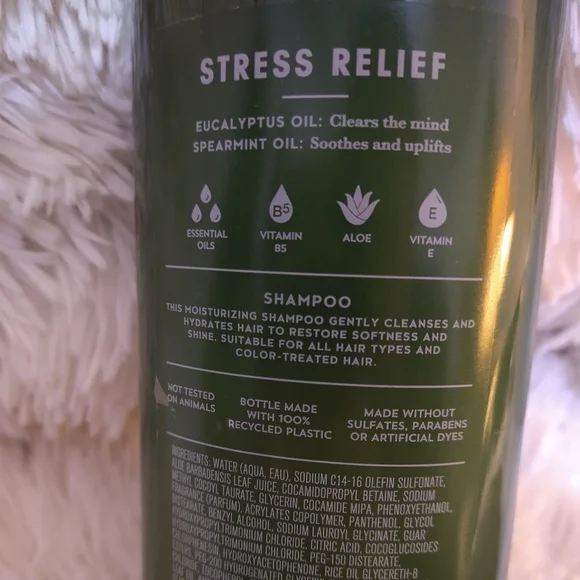 STRESS RELIEF
EUCALYPTUS OIL: Clears the mind
SPEARMINT OIL: Soothes and uplifts
ESSENTIAL
OILS
B5
VITAMIN
B5
ALOE
E
VITAMIN
E
SHAMPOO
THIS MOISTURIZING SHAMPOO GENTLY CLEANSES AND
HYDRATES HAIR TO RESTORE SOFTNESS AND
SHINE. SUITABLE FOR ALL HAIR TYPES AND
COLOR-TREATED HAIR.
NOT TESTED
ON ANIMALS
BOTTLE MADE
WITH 100%
RECYCLED PLASTIC
MADE WITHOUT
SULFATES, PARABENS
OR ARTIFICIAL DYES
INGREDIENTS: WATER (AQUA, EAU), SODIUM C14-16 OLEFIN SULFONATE,
ALOE BARBADENSIS LEAF JUICE, COCAMIDOPROPYL BETAINE, SODIUM
METHYL COCOYL TAURATE, GLYCERIN, COCAMIDE MIPA, PHENOXYETHANOL,
FRAGRANCE (PARFUM), ACRYLATES COPOLYMER, PANTHENOL, GLYCOL
DISTEARATE, BENZYL ALCOHOL, SODIUM LAUROYL GLYCINATE, GUAR
HYDROXYPROPYLTRIMONIUM CHLORIDE, CITRIC ACID, COCOGLUCOSIDES
HYDROXYPROPYLTRIMONIUM CHLORIDE, PEG-150 DISTEARATE,
HYDROXYACETOPHENONE, RICE OIL GLYCERETH-8
PEG-200 HYDROGENATED